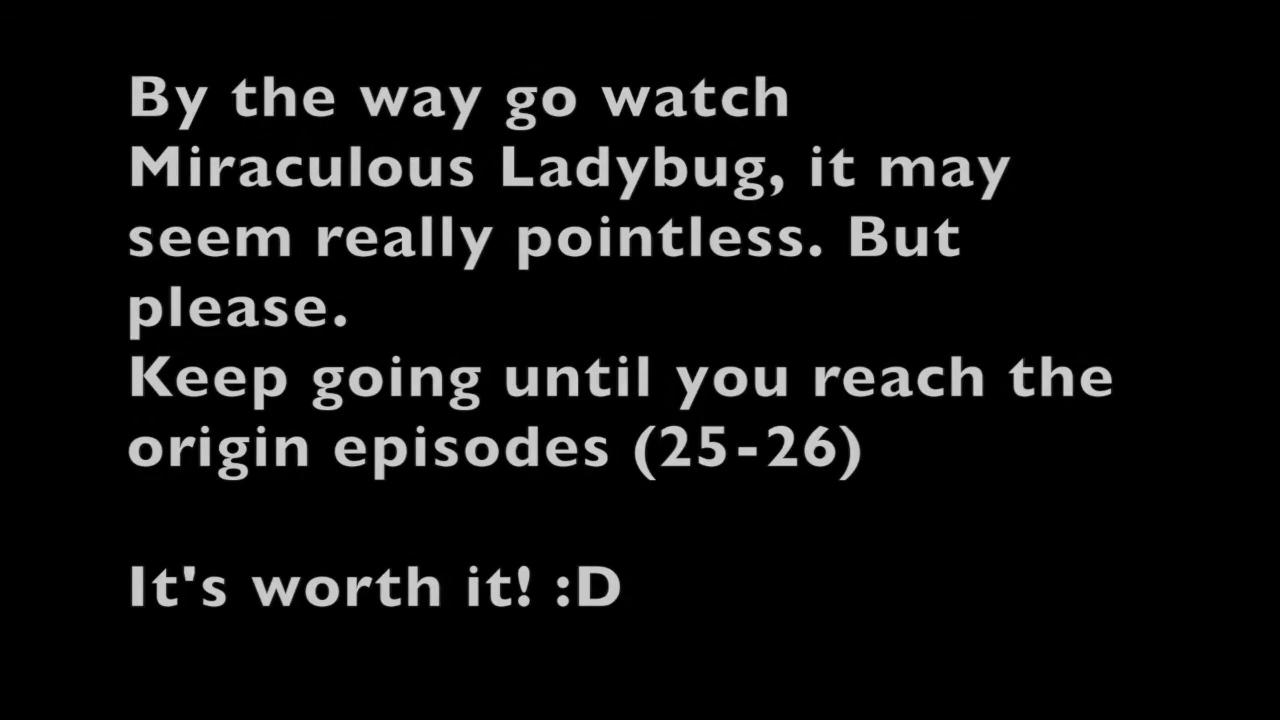 By the way go watch
Miraculous Ladybug, it may
seem really pointless. But
please.
Keep going until you reach the
origin episodes (25-26)
It's worth it! :D